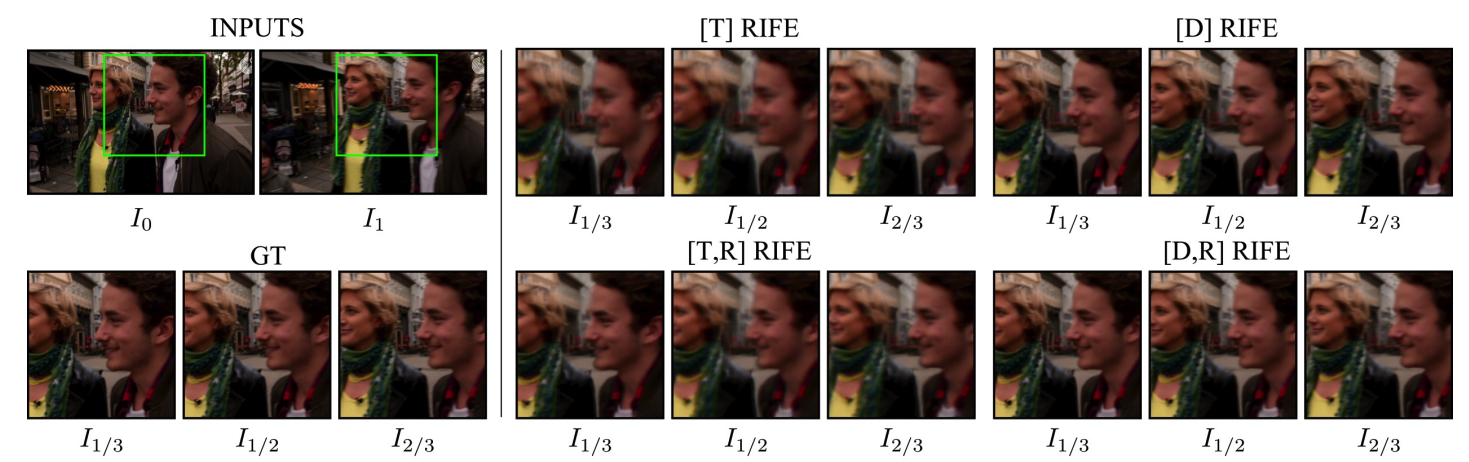 INPUTS
I_0 I_1
GT
I_{1/3} I_{1/2} I_{2/3}
[T] RIFE [D] RIFE
I_{1/3} I_{1/2} I_{2/3} I_{1/3} I_{1/2} I_{2/3}
[T,R] RIFE [D,R] RIFE
I_{1/3} I_{1/2} I_{2/3} I_{1/3} I_{1/2} I_{2/3}